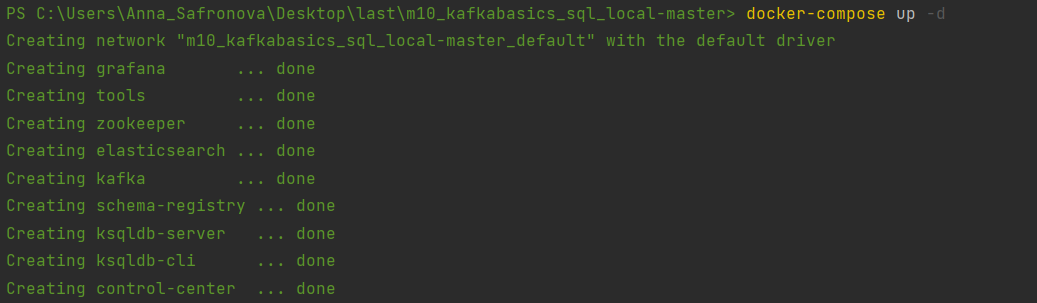 PS C:\Users\Anna_Safronova\Desktop\last\m10_kafkabasics_sql_local-master> docker-compose up -d
Creating network "m10_kafkabasics_sql_local-master_default" with the default driver
Creating grafana       ... done
Creating tools         ... done
Creating zookeeper     ... done
Creating elasticsearch ... done
Creating kafka         ... done
Creating schema-registry ... done
Creating ksqldb-server   ... done
Creating ksqldb-cli      ... done
Creating control-center  ... done